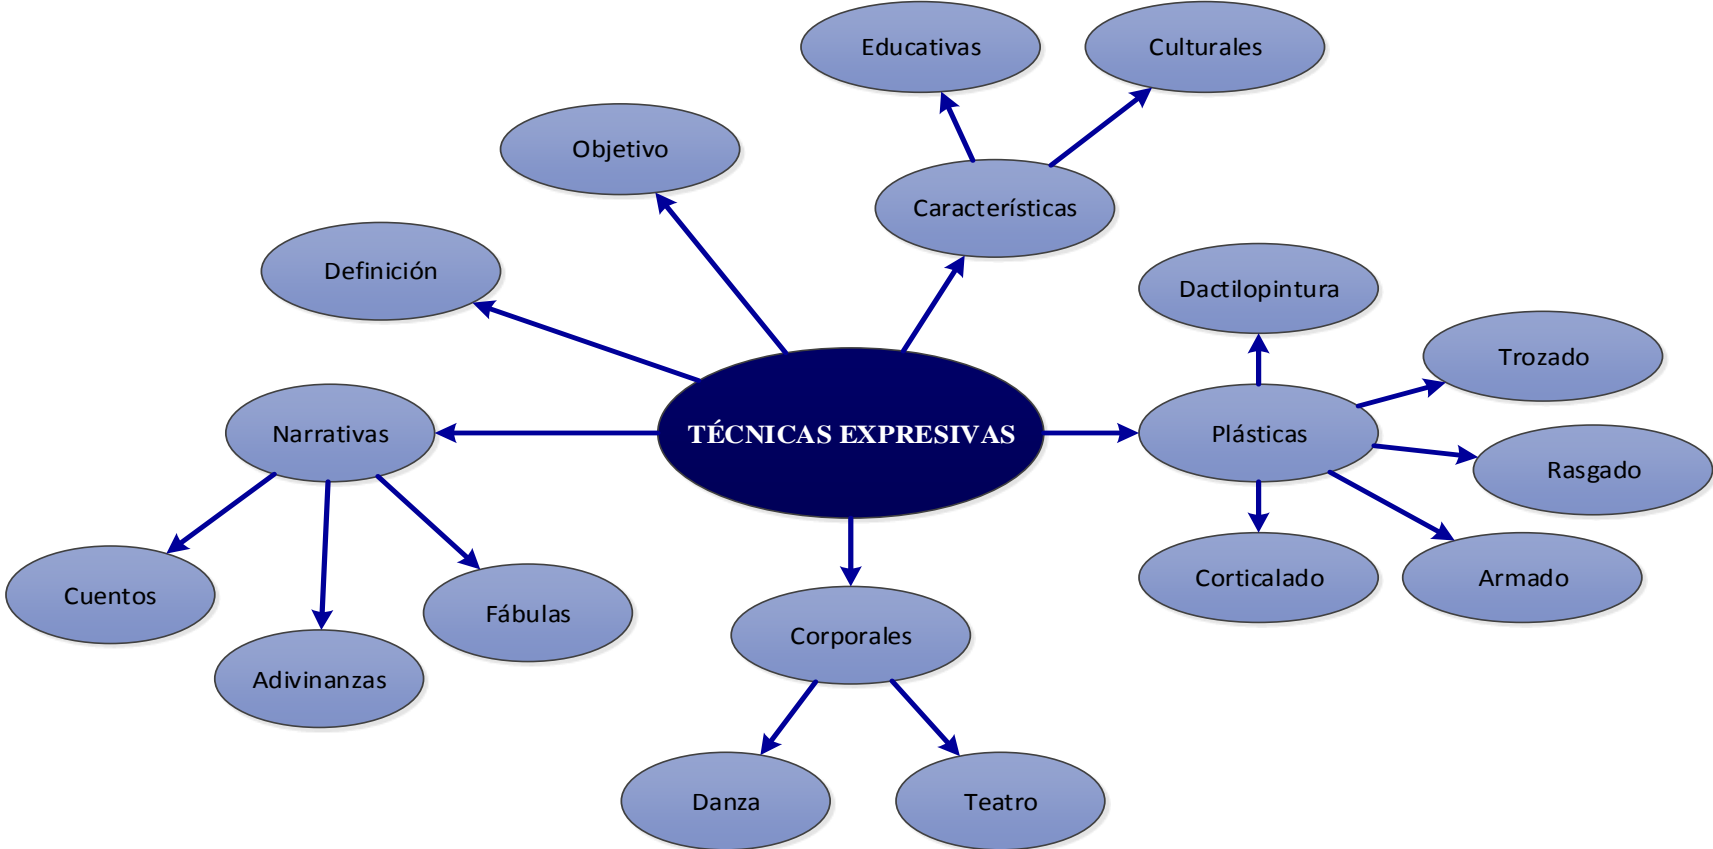 Educativas
Culturales
Objetivo
Características
Definición
Dactilopintura
Trozado
Narrativas
TÉCNICAS EXPRESIVAS
Plásticas
Rasgado
Cuentos
Adivinanzas
Fábulas
Corticalado
Armado
Corporales
Danza
Teatro